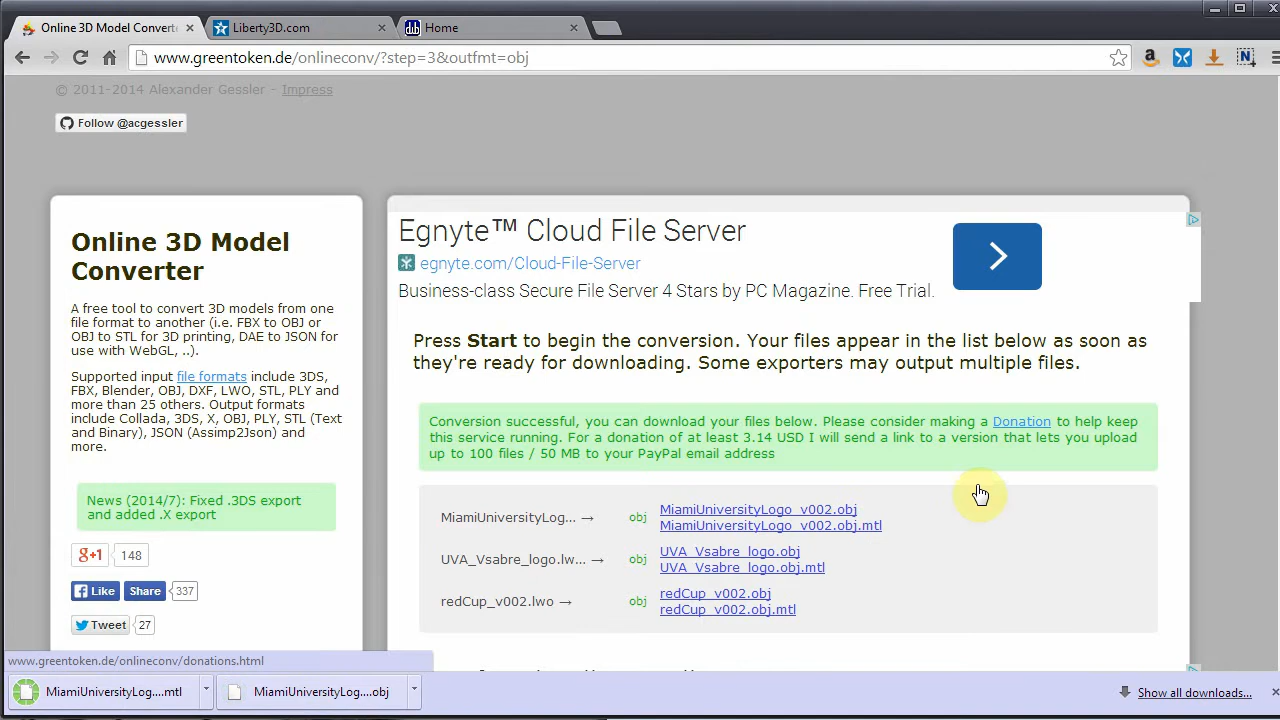 Online 3D Model Converte
Liberty3D.com
Home
www.greentoken.de/onlineconv/?step=3&outfmt=obj
© 2011-2014 Alexander Gessler - Impress
Follow @acgessler
Online 3D Model
Converter
A free tool to convert 3D models from one
file format to another (i.e. FBX to OBJ or
OBJ to STL for 3D printing, DAE to JSON for
use with WebGL, ..).
Supported input file formats include 3DS,
FBX, Blender, OBJ, DXF, LWO, STL, PLY and
more than 25 others. Output formats
include Collada, 3DS, X, OBJ, PLY, STL (Text
and Binary), JSON (Assimp2Json) and
more.
News (2014/7): Fixed .3DS export
and added .X export
g+1 148
Like Share 337
Tweet 27
Egnyte™ Cloud File Server
egnyte.com/Cloud-File-Server
Business-class Secure File Server 4 Stars by PC Magazine. Free Trial.
Press Start to begin the conversion. Your files appear in the list below as soon as
they're ready for downloading. Some exporters may output multiple files.
Conversion successful, you can download your files below. Please consider making a Donation to help keep
this service running. For a donation of at least 3.14 USD I will send a link to a version that lets you upload
up to 100 files / 50 MB to your PayPal email address
MiamiUniversityLog... → obj MiamiUniversityLogo_v002.obj
MiamiUniversityLogo_v002.obj.mtl
UVA_Vsabre_logo.lw... → obj UVA_Vsabre_logo.obj
UVA_Vsabre_logo.obj.mtl
redCup_v002.lwo → obj redCup_v002.obj
redCup_v002.obj.mtl
www.greentoken.de/onlineconv/donations.html
MiamiUniversityLog....mtl
MiamiUniversityLog....obj
Show all downloads...